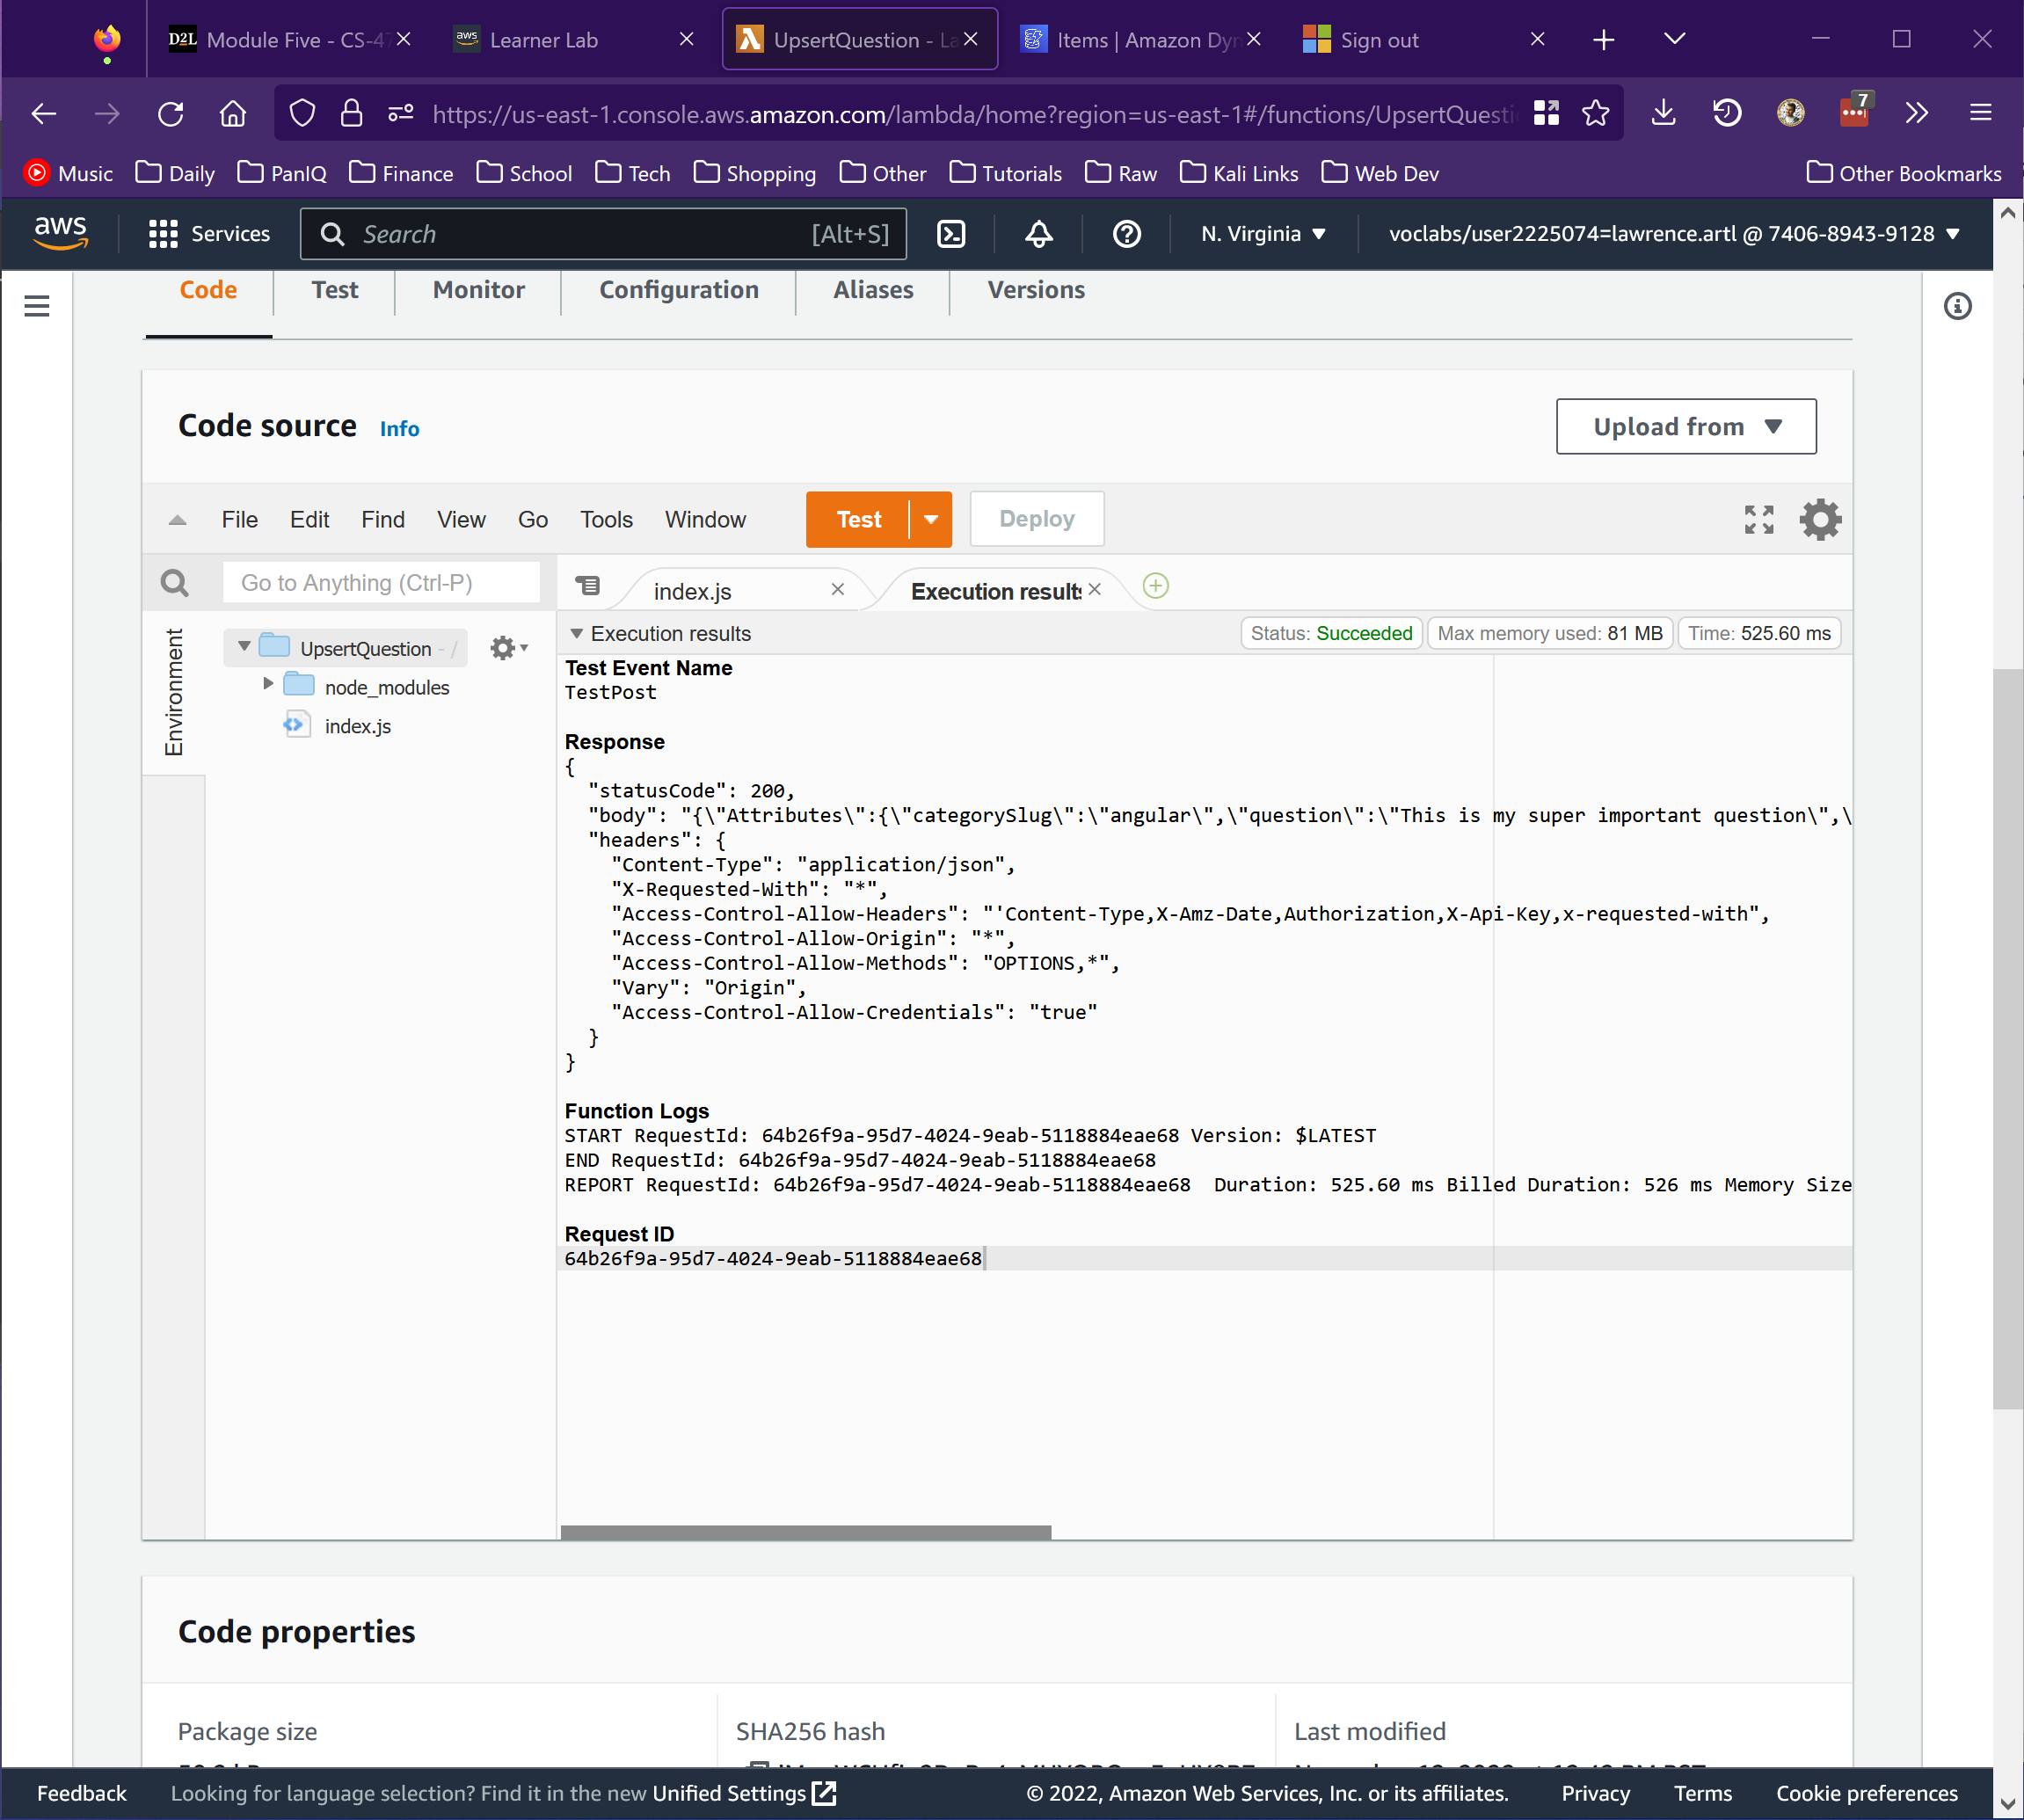 D2L Module Five - CS-47
aws Learner Lab
UpsertQuestion - La
Items | Amazon Dyn
Sign out
https://us-east-1.console.aws.amazon.com/lambda/home?region=us-east-1#/functions/UpsertQuesti
7
Music Daily PanIQ Finance School Tech Shopping Other Tutorials Raw Kali Links Web Dev Other Bookmarks
aws Services Search [Alt+S] N. Virginia voclabs/user2225074=lawrence.artl @ 7406-8943-9128
Code Test Monitor Configuration Aliases Versions
Code source Info Upload from
File Edit Find View Go Tools Window Test Deploy
Go to Anything (Ctrl-P) index.js Execution results
Environment
UpsertQuestion - /
node_modules
index.js
Execution results Status: Succeeded Max memory used: 81 MB Time: 525.60 ms
Test Event Name
TestPost
Response
{
"statusCode": 200,
"body": "{\"Attributes\":{\"categorySlug\":\"angular\",\"question\":\"This is my super important question\",\
"headers": {
"Content-Type": "application/json",
"X-Requested-With": "*",
"Access-Control-Allow-Headers": "'Content-Type,X-Amz-Date,Authorization,X-Api-Key,x-requested-with",
"Access-Control-Allow-Origin": "*",
"Access-Control-Allow-Methods": "OPTIONS,*",
"Vary": "Origin",
"Access-Control-Allow-Credentials": "true"
}
}
Function Logs
START RequestId: 64b26f9a-95d7-4024-9eab-5118884eae68 Version: $LATEST
END RequestId: 64b26f9a-95d7-4024-9eab-5118884eae68
REPORT RequestId: 64b26f9a-95d7-4024-9eab-5118884eae68 Duration: 525.60 ms Billed Duration: 526 ms Memory Size
Request ID
64b26f9a-95d7-4024-9eab-5118884eae68
Code properties
Package size SHA256 hash Last modified
Feedback Looking for language selection? Find it in the new Unified Settings © 2022, Amazon Web Services, Inc. or its affiliates. Privacy Terms Cookie preferences